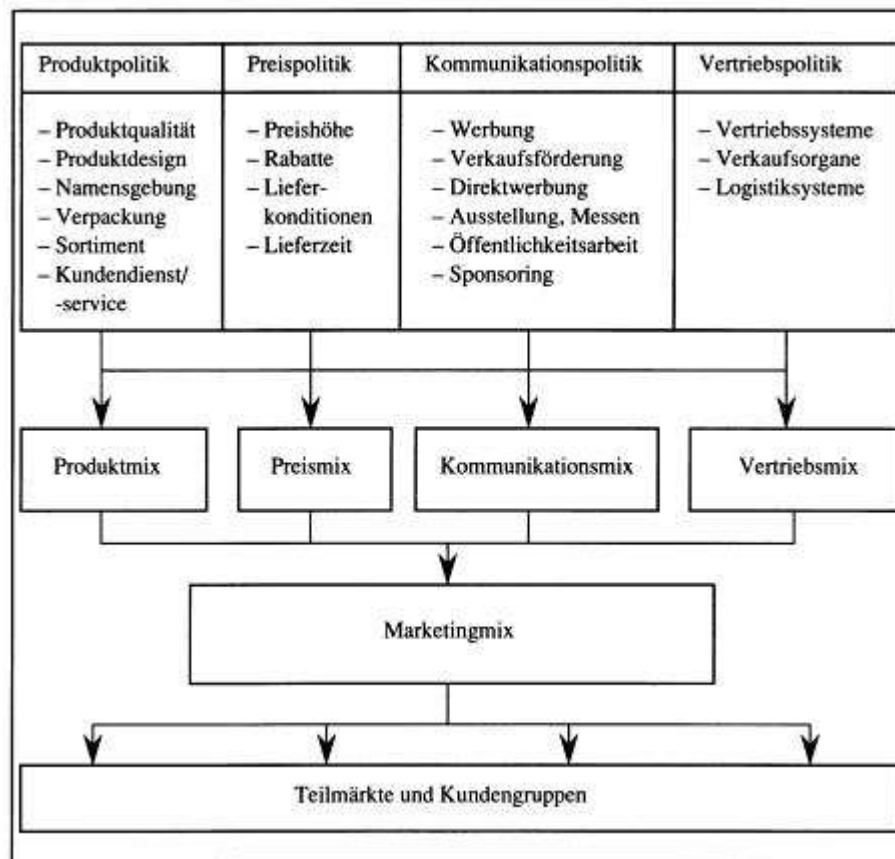 Produktpolitik
– Produktqualität
– Produktdesign
– Namensgebung
– Verpackung
– Sortiment
– Kundendienst/
-service
Preispolitik
– Preishöhe
– Rabatte
– Liefer-
konditionen
– Lieferzeit
Kommunikationspolitik
– Werbung
– Verkaufsförderung
– Direktwerbung
– Ausstellung, Messen
– Öffentlichkeitsarbeit
– Sponsoring
Vertriebspolitik
– Vertriebssysteme
– Verkaufsorgane
– Logistiksysteme
Produktmix
Preismix
Kommunikationsmix
Vertriebsmix
Marketingmix
Teilmärkte und Kundengruppen